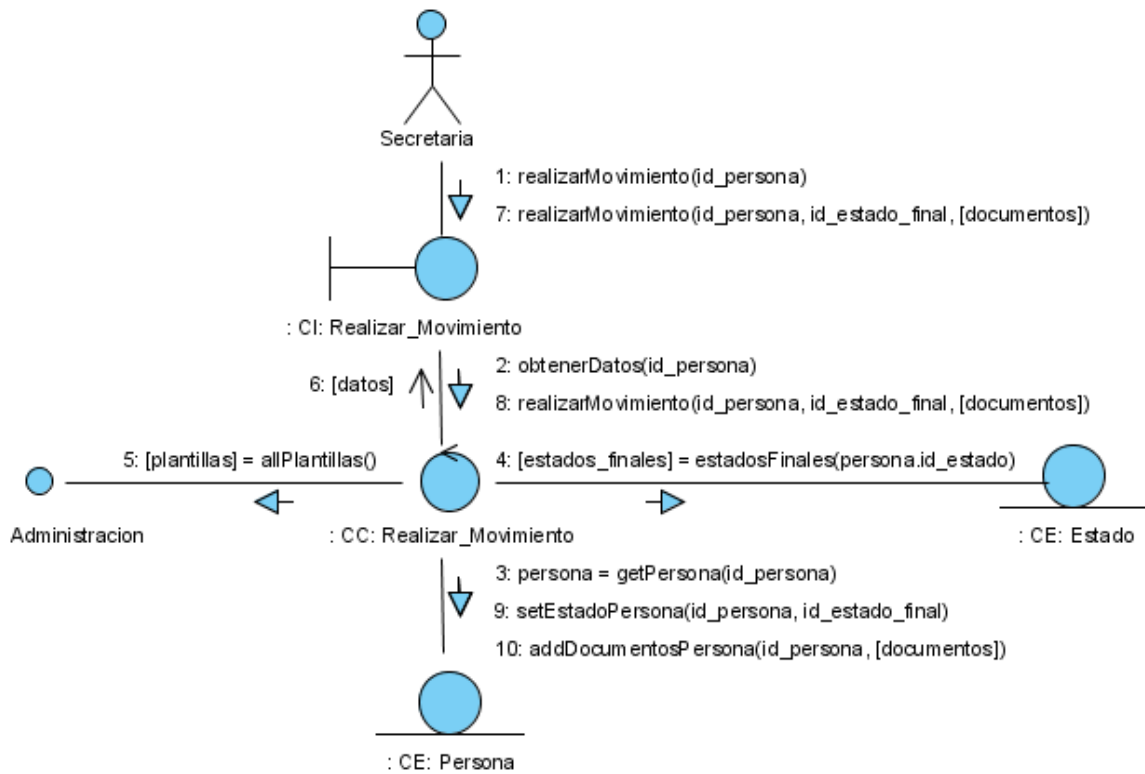 Secretaria
1: realizarMovimiento(id_persona)
7: realizarMovimiento(id_persona, id_estado_final, [documentos])
: CI: Realizar_Movimiento
2: obtenerDatos(id_persona)
6: [datos]
8: realizarMovimiento(id_persona, id_estado_final, [documentos])
5: [plantillas] = allPlantillas()
4: [estados_finales] = estadosFinales(persona.id_estado)
Administracion
: CC: Realizar_Movimiento
: CE: Estado
3: persona = getPersona(id_persona)
9: setEstadoPersona(id_persona, id_estado_final)
10: addDocumentosPersona(id_persona, [documentos])
: CE: Persona